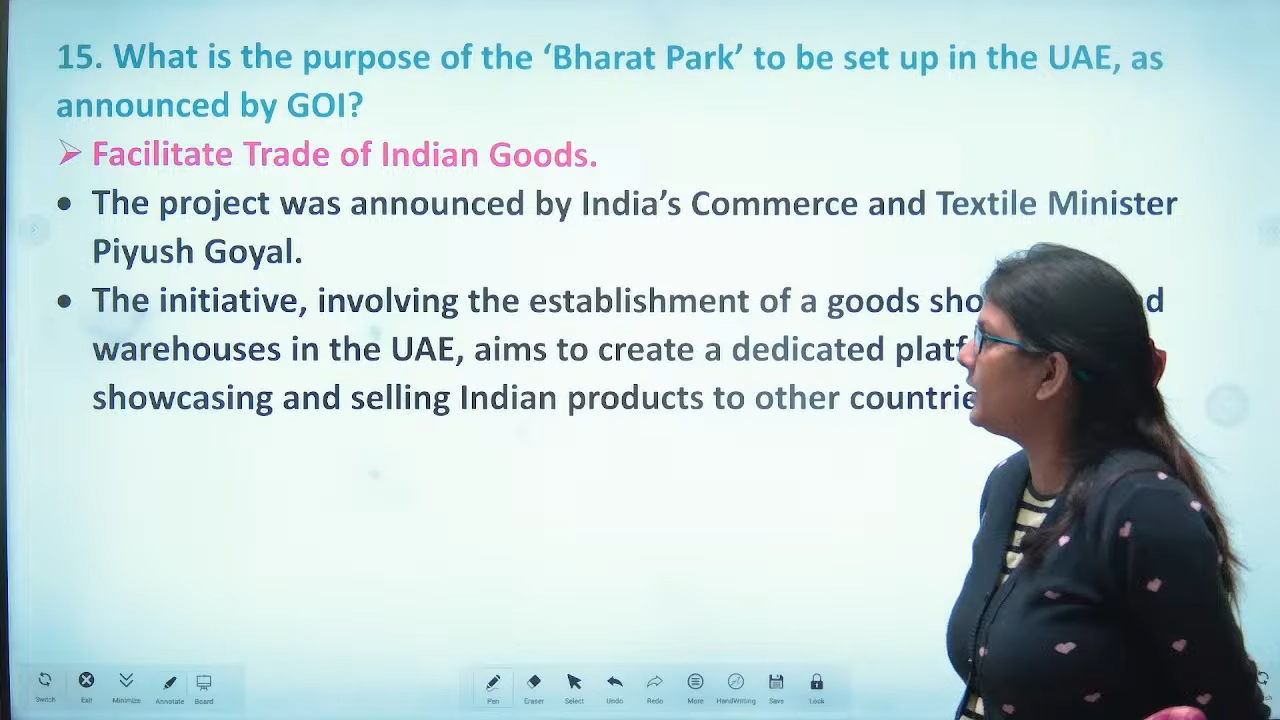 15. What is the purpose of the ‘Bharat Park’ to be set up in the UAE, as
announced by GOI?
Facilitate Trade of Indian Goods.
The project was announced by India’s Commerce and Textile Minister
Piyush Goyal.
The initiative, involving the establishment of a goods
warehouses in the UAE, aims to create a dedicated
showcasing and selling Indian products to other
Switch Exit Minimize Annotate Board Pen Eraser Select Undo Redo More HandWriting Save Lock